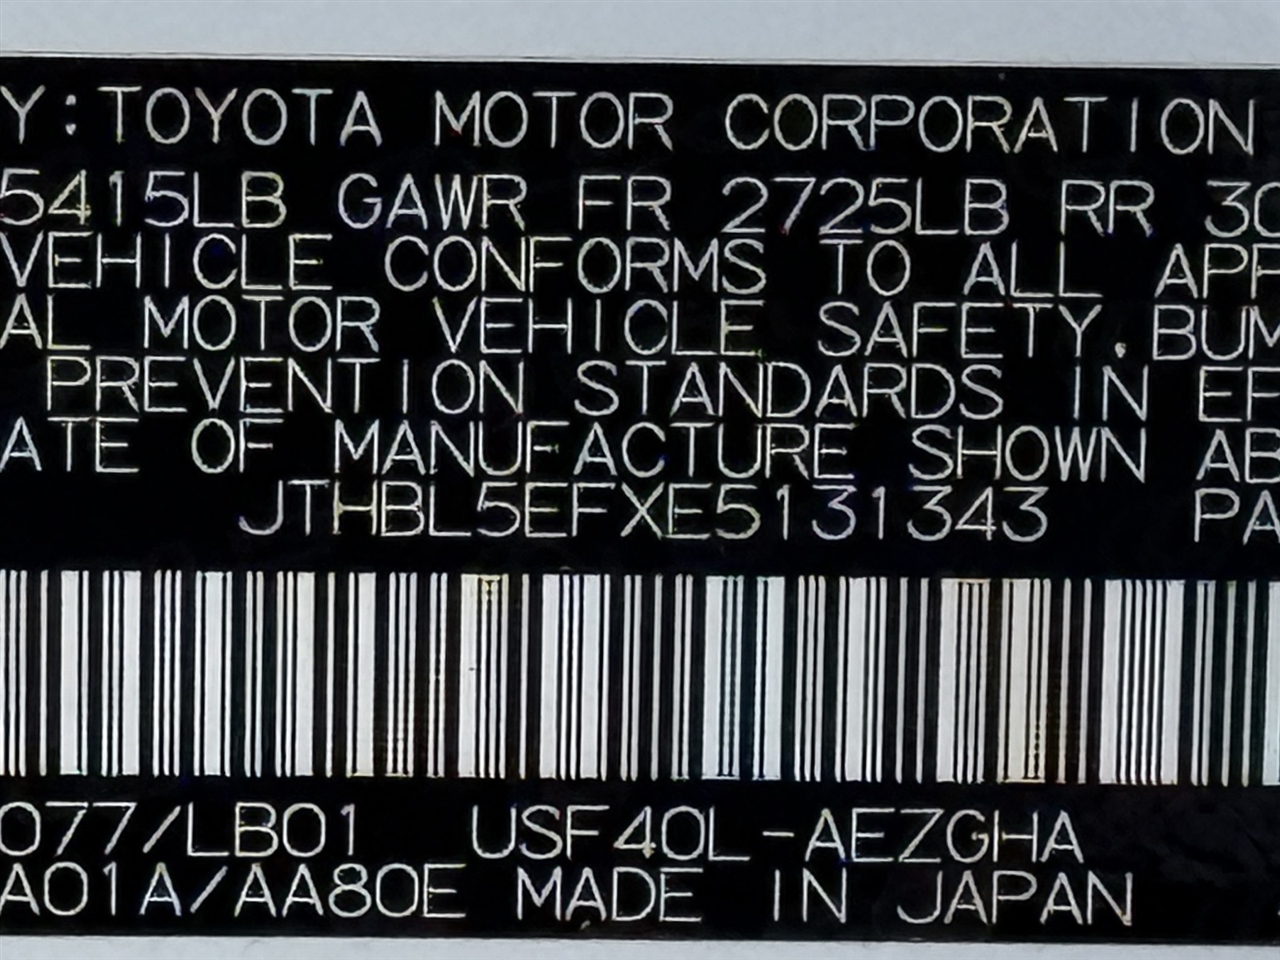 Y:TOYOTA MOTOR CORPORATION
5415LB GAWR FR 2725LB RR 30
VEHICLE CONFORMS TO ALL APP
AL MOTOR VEHICLE SAFETY.BUM
PREVENTION STANDARDS IN EF
ATE OF MANUFACTURE SHOWN AB
JTHBL5EFXE5131343 PA
077/LB01 USF40L-AEZGHA
A01A/AA80E MADE IN JAPAN